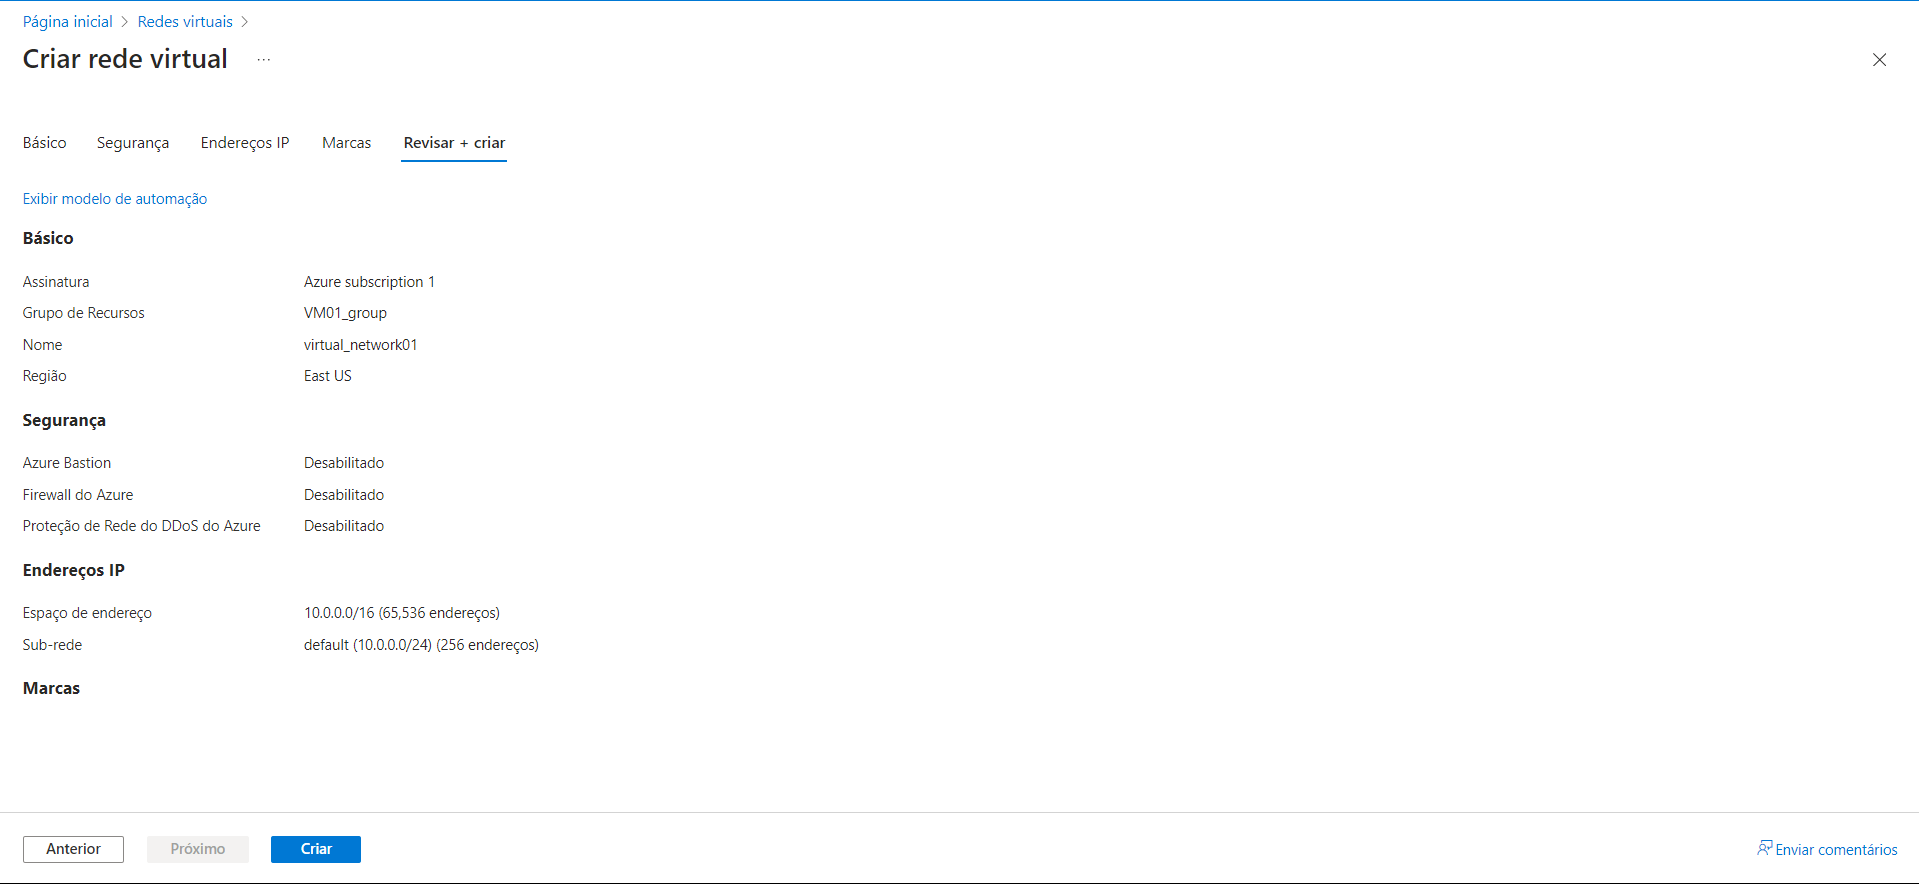 Página inicial > Redes virtuais >
Criar rede virtual ...
Básico Segurança Endereços IP Marcas Revisar + criar
Exibir modelo de automação
Básico
Assinatura Azure subscription 1
Grupo de Recursos VM01_group
Nome virtual_network01
Região East US
Segurança
Azure Bastion Desabilitado
Firewall do Azure Desabilitado
Proteção de Rede do DDoS do Azure Desabilitado
Endereços IP
Espaço de endereço 10.0.0.0/16 (65,536 endereços)
Sub-rede default (10.0.0.0/24) (256 endereços)
Marcas
Anterior Próximo Criar Enviar comentários